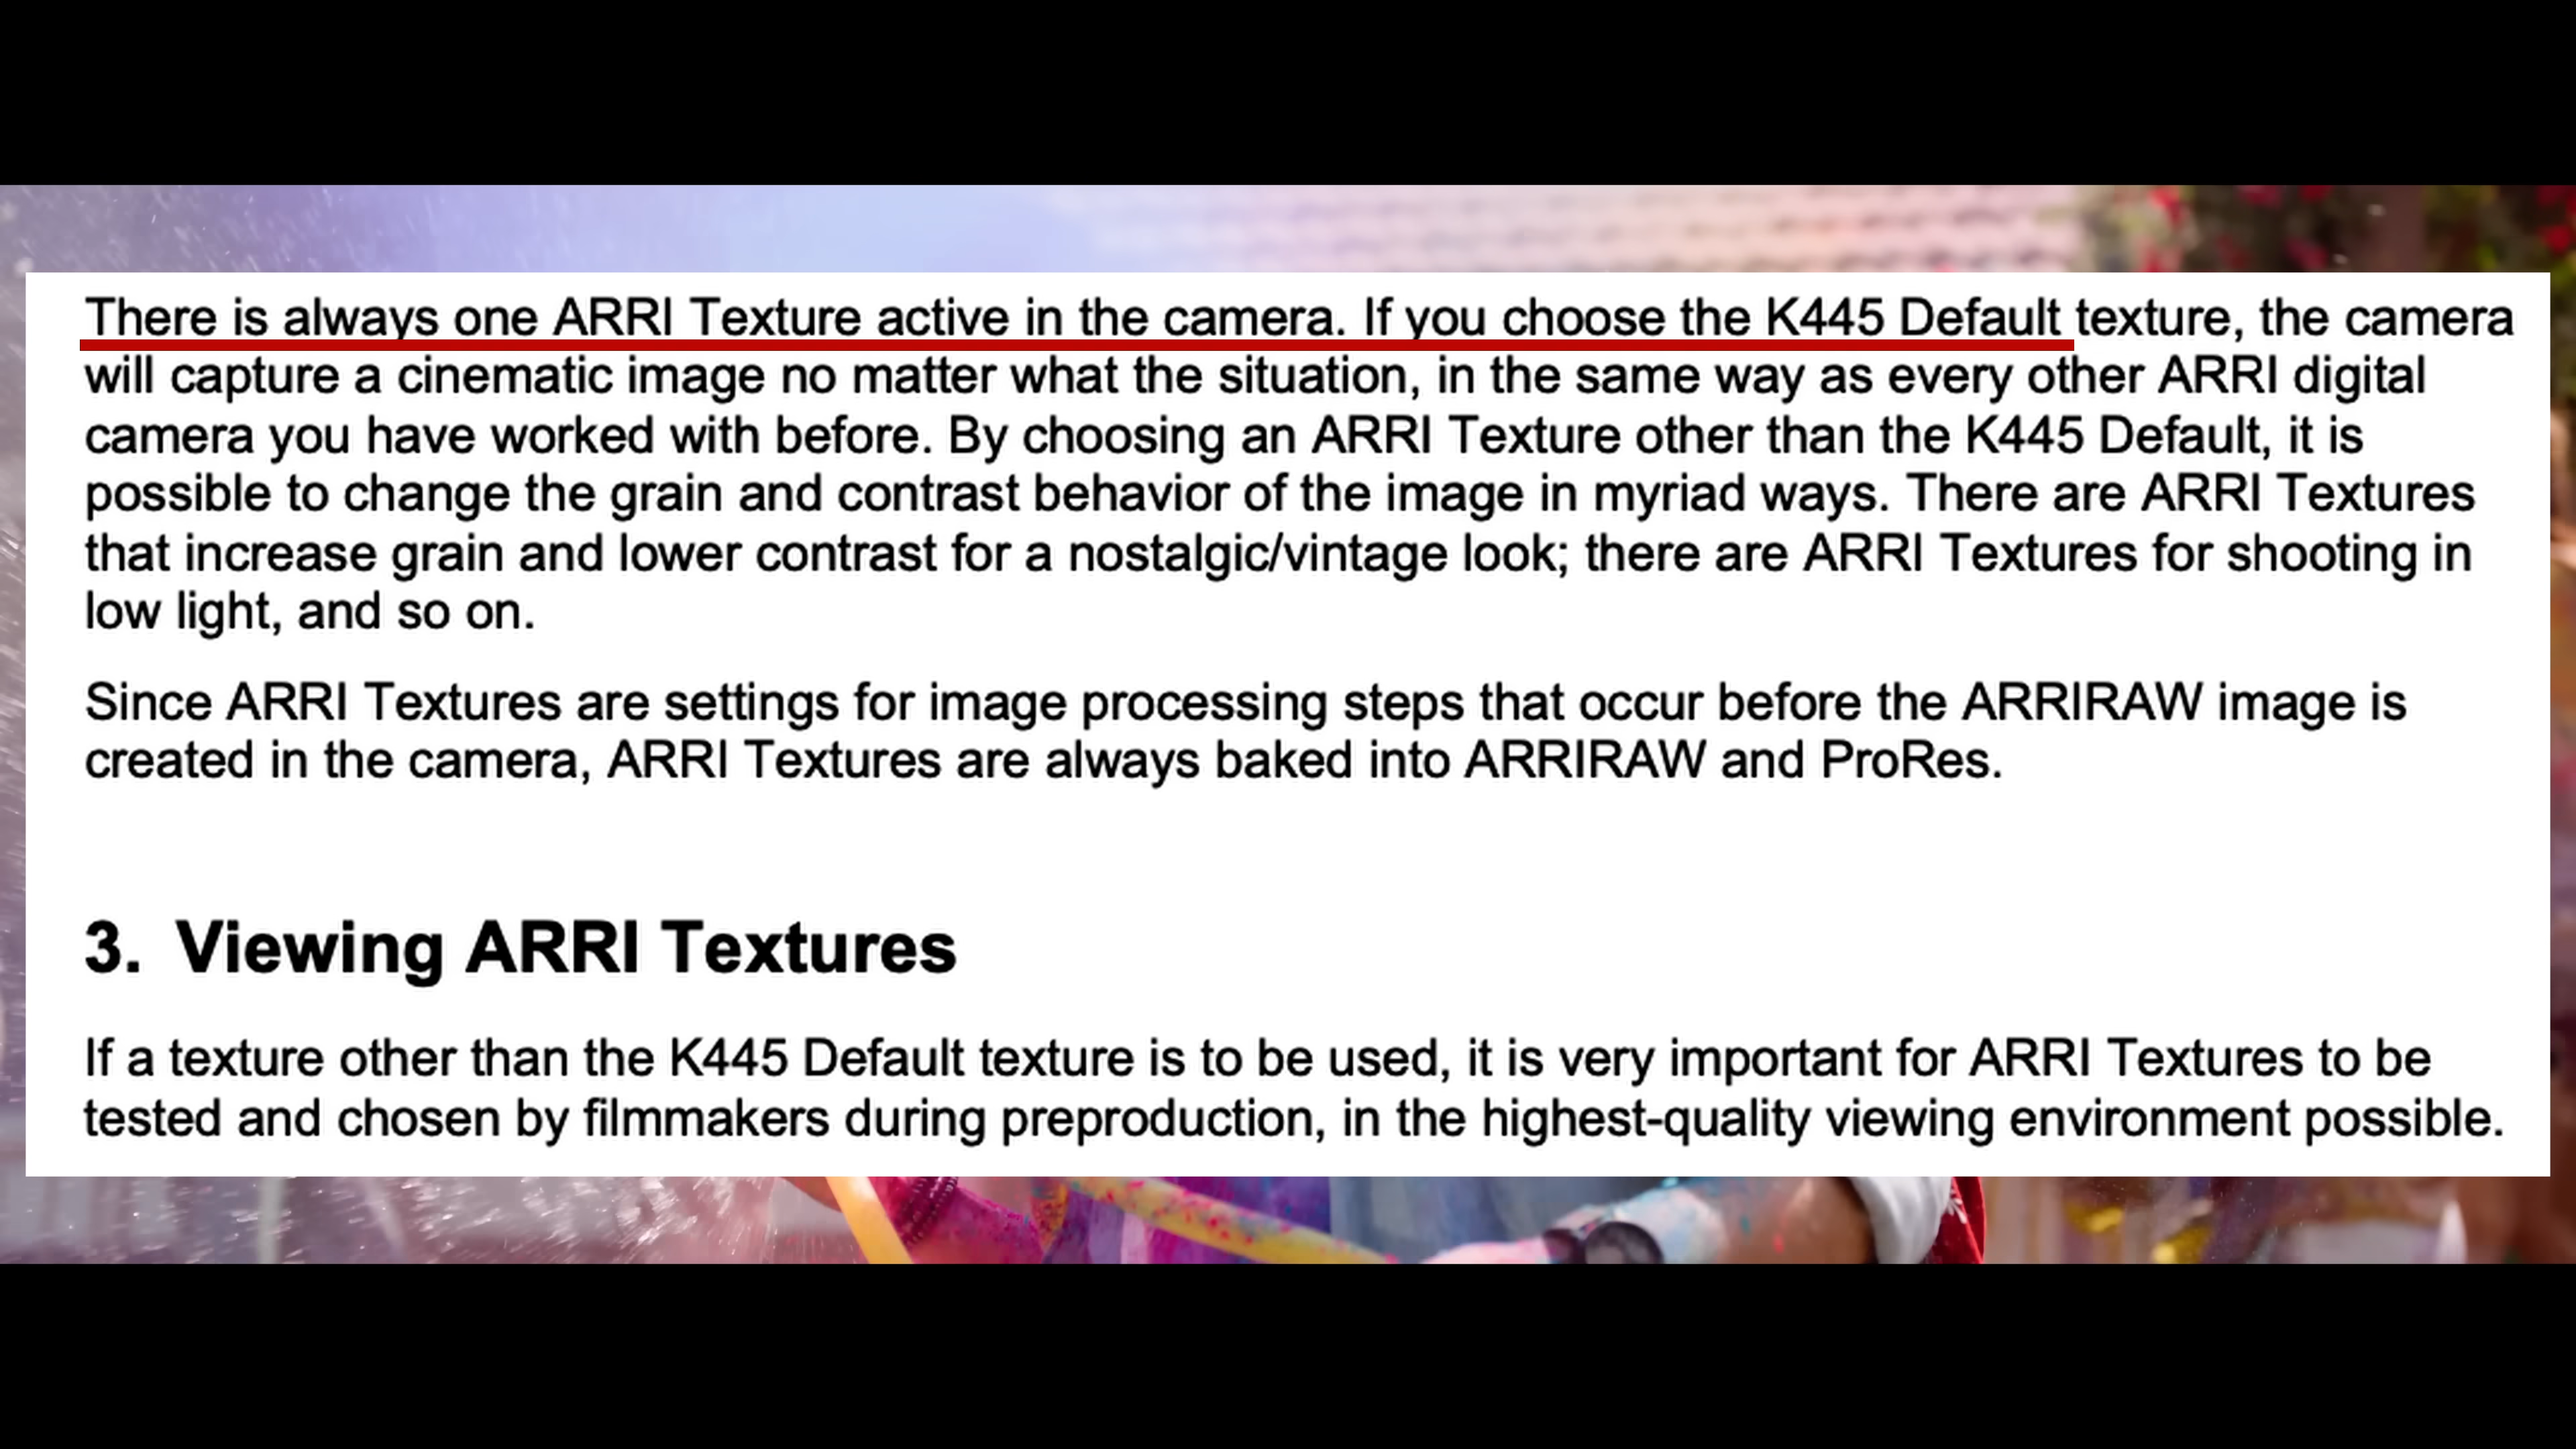 There is always one ARRI Texture active in the camera. If you choose the K445 Default texture, the camera
will capture a cinematic image no matter what the situation, in the same way as every other ARRI digital
camera you have worked with before. By choosing an ARRI Texture other than the K445 Default, it is
possible to change the grain and contrast behavior of the image in myriad ways. There are ARRI Textures
that increase grain and lower contrast for a nostalgic/vintage look; there are ARRI Textures for shooting in
low light, and so on.
Since ARRI Textures are settings for image processing steps that occur before the ARRIRAW image is
created in the camera, ARRI Textures are always baked into ARRIRAW and ProRes.
3. Viewing ARRI Textures
If a texture other than the K445 Default texture is to be used, it is very important for ARRI Textures to be
tested and chosen by filmmakers during preproduction, in the highest-quality viewing environment possible.